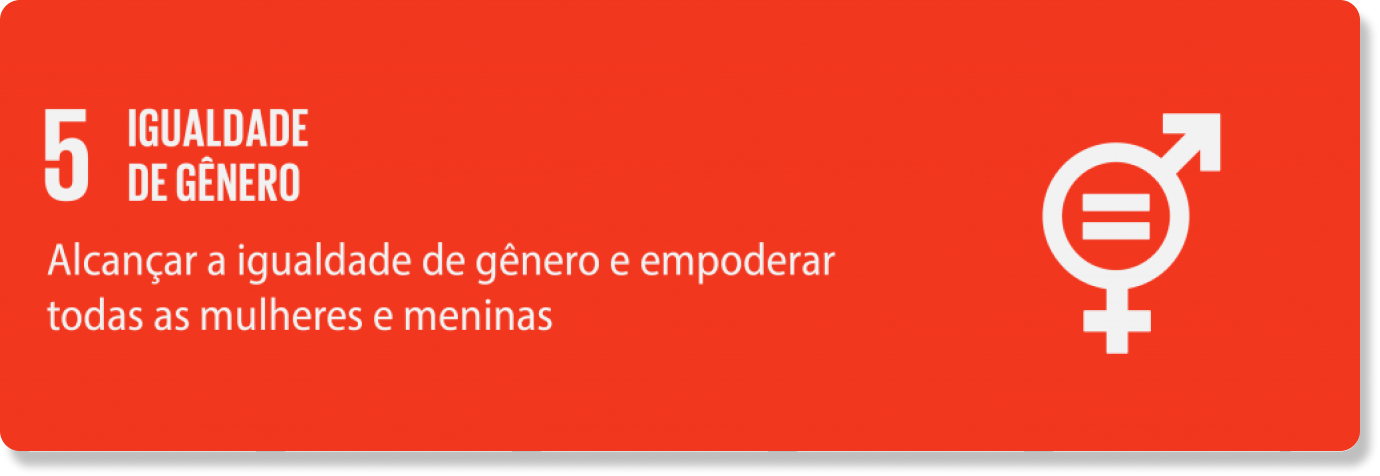 5 IGUALDADE
DE GÊNERO
Alcançar a igualdade de gênero e empoderar
todas as mulheres e meninas